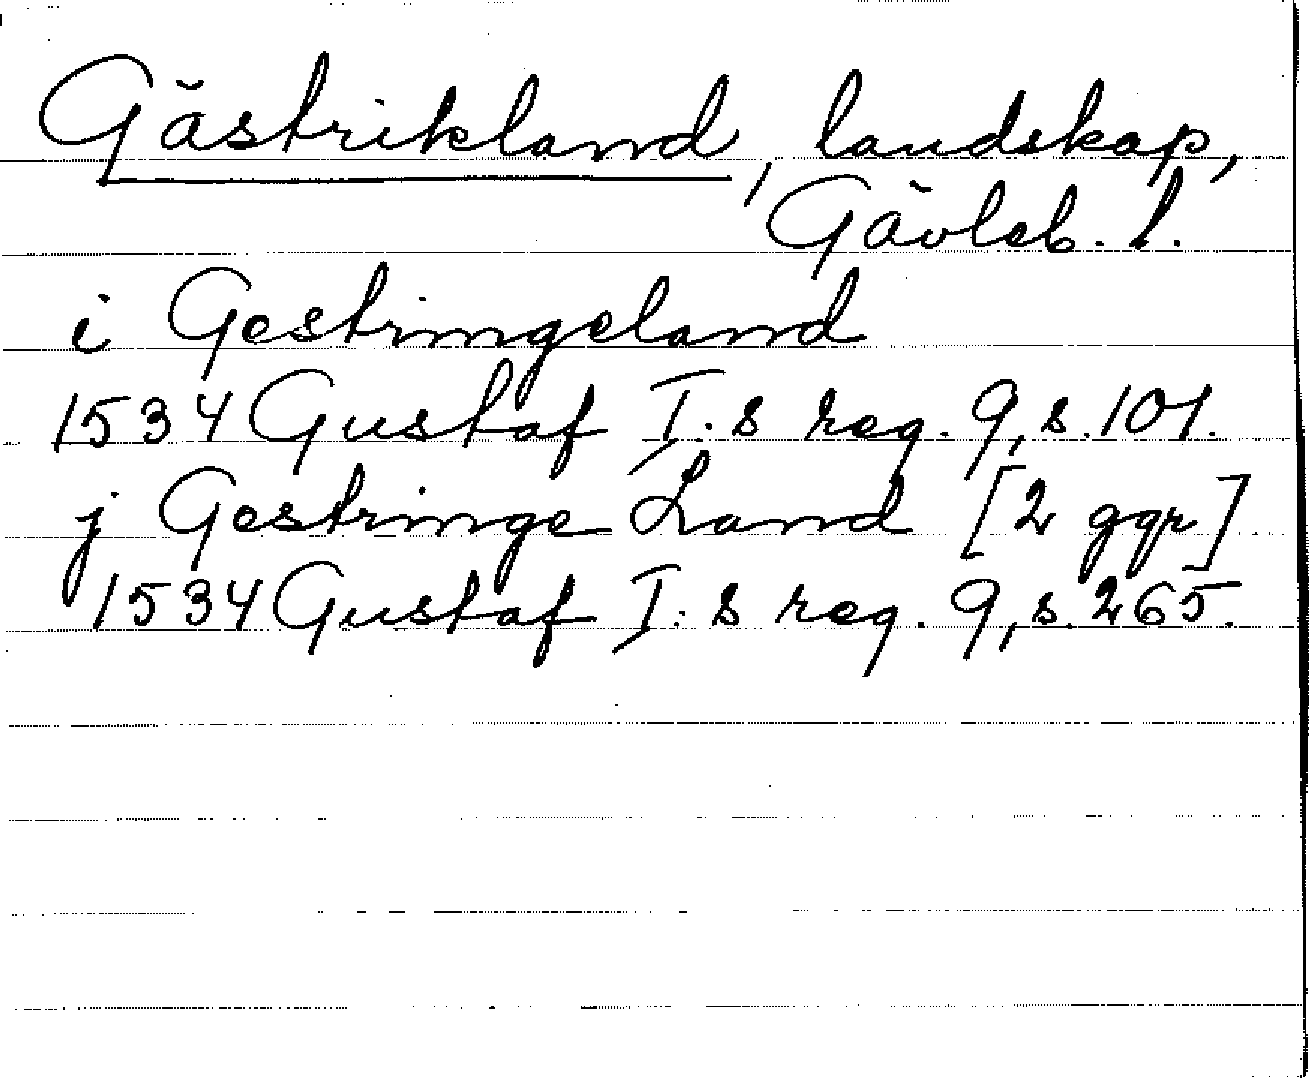 Gästrikland, landskap,
Gävleb. l.
i Gestringeland
1534 Gustaf I.s reg. 9, s. 101.
j Gestringe Land [2 ggr]
1534 Gustaf I:s reg. 9, s. 265.